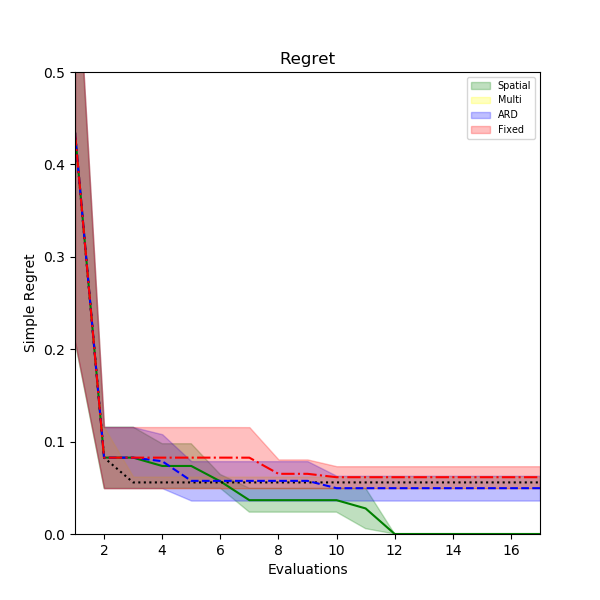 Regret
0.5
0.4
0.3
0.2
0.1
0.0
Simple Regret
Spatial
Multi
ARD
Fixed
2 4 6 8 10 12 14 16
Evaluations